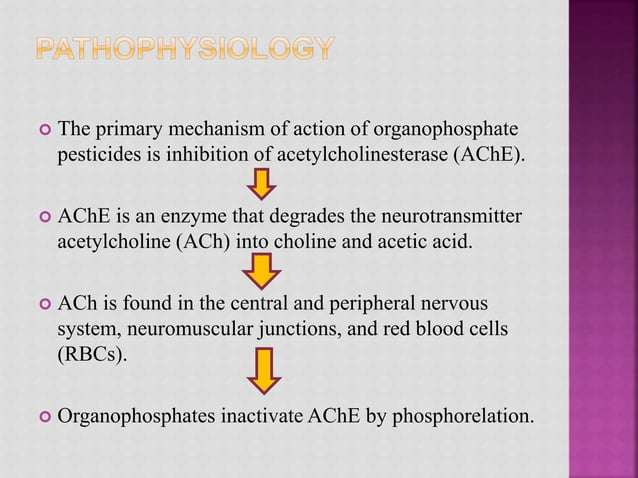 PATHOPHYSIOLOGY
The primary mechanism of action of organophosphate
pesticides is inhibition of acetylcholinesterase (AChE).
AChE is an enzyme that degrades the neurotransmitter
acetylcholine (ACh) into choline and acetic acid.
ACh is found in the central and peripheral nervous
system, neuromuscular junctions, and red blood cells
(RBCs).
Organophosphates inactivate AChE by phosphorelation.